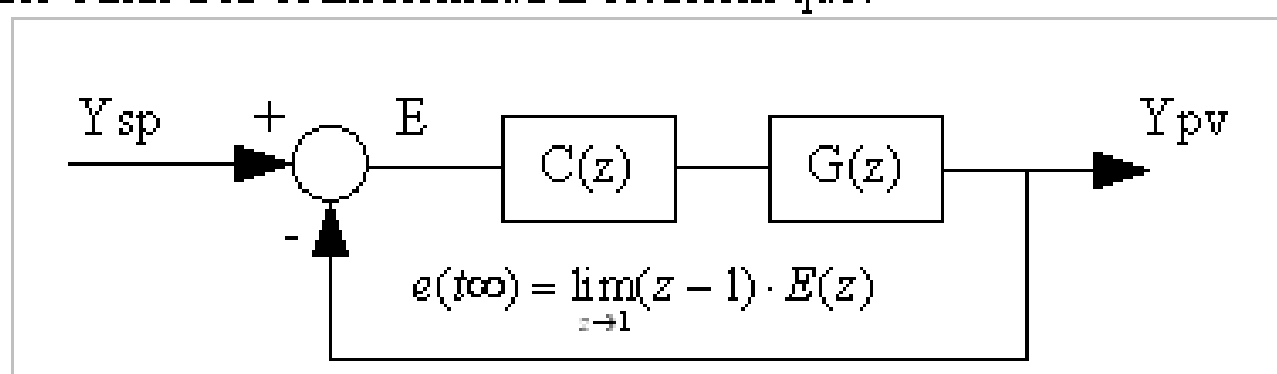 Ysp + E C(z) G(z) Ypv
-
e(t∞) = lim(z − 1) · E(z)
z→1